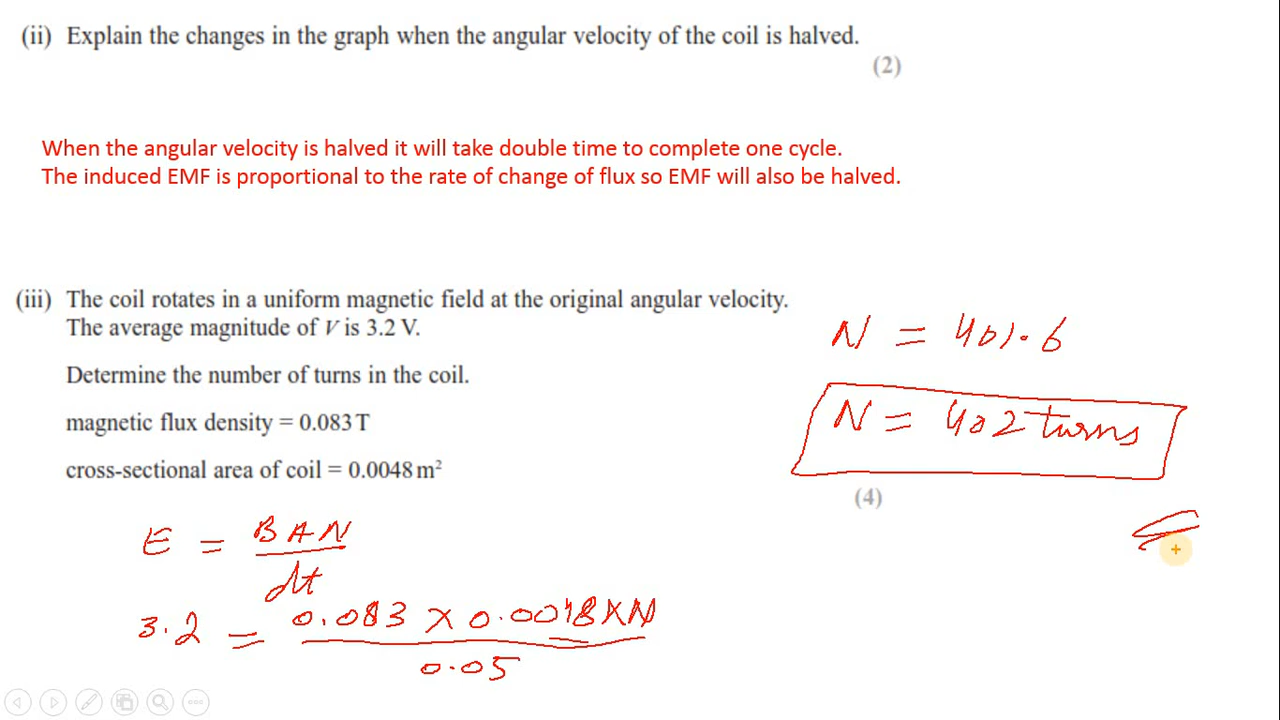 (ii) Explain the changes in the graph when the angular velocity of the coil is halved.
(2)
When the angular velocity is halved it will take double time to complete one cycle.
The induced EMF is proportional to the rate of change of flux so EMF will also be halved.
(iii) The coil rotates in a uniform magnetic field at the original angular velocity.
The average magnitude of V is 3.2 V.
Determine the number of turns in the coil.
magnetic flux density = 0.083 T
cross-sectional area of coil = 0.0048 m²
N = 401.6
N = 402 turns
(4)
E = BAN / dt
3.2 = 0.083 × 0.0048 × N / 0.05